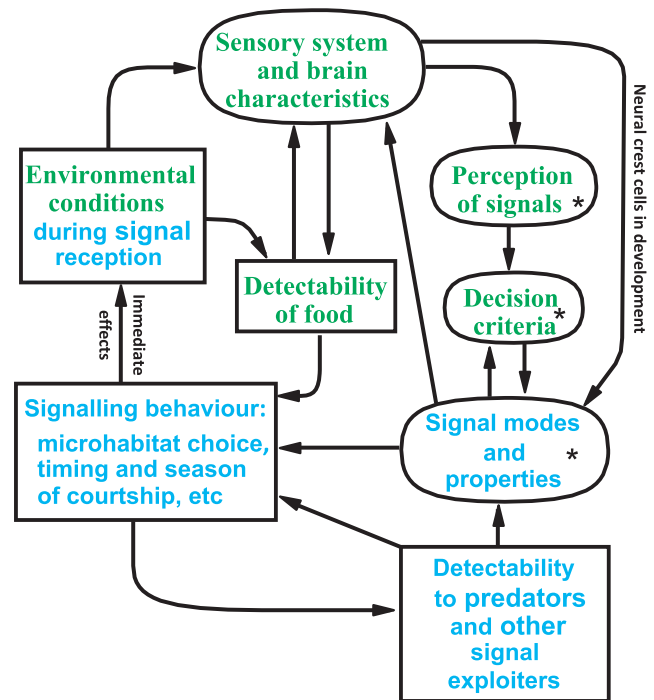 Sensory system
and brain
characteristics
Neural crest cells in development
Environmental
conditions
during signal
reception
Perception
of signals *
Detectability
of food
Decision
criteria *
Immediate
effects
Signalling behaviour:
microhabitat choice,
timing and season
of courtship, etc
Signal modes
and
properties *
Detectability
to predators
and other
signal
exploiters